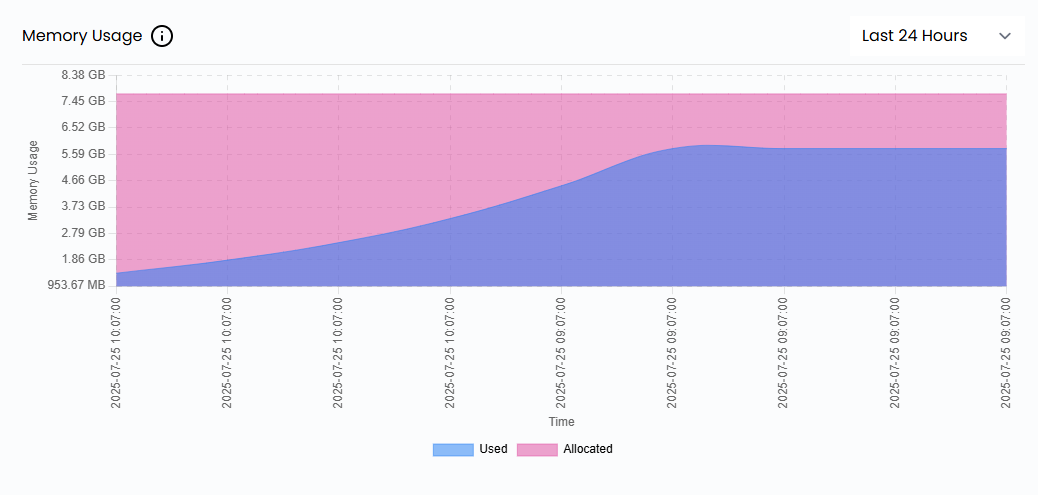 Memory Usage
Last 24 Hours
8.38 GB
7.45 GB
6.52 GB
5.59 GB
4.66 GB
3.73 GB
2.79 GB
1.86 GB
953.67 MB
Memory Usage
2025-07-25 10:07:00
2025-07-25 10:07:00
2025-07-25 10:07:00
2025-07-25 10:07:00
2025-07-25 09:07:00
2025-07-25 09:07:00
2025-07-25 09:07:00
2025-07-25 09:07:00
2025-07-25 09:07:00
Time
Used
Allocated